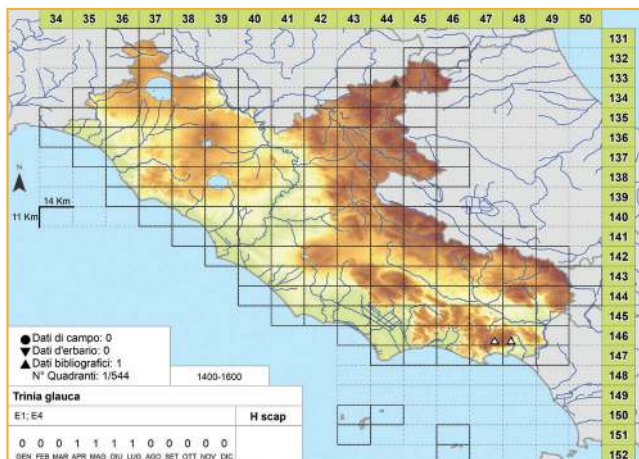 34 35 36 37 38 39 40 41 42 43 44 45 46 47 48 49 50
131
132
133
134
135
136
137
138
139
140
141
142
143
144
145
146
147
148
149
150
151
152
N
14 Km
11 Km
Dati di campo: 0
Dati d'erbario: 0
Dati bibliografici: 1
N° Quadranti: 1/544
1400-1600
Trinia glauca
E1; E4
H scap
0 0 0 1 1 1 1 0 0 0 0 0
GEN FEB MAR APR MAG GIU LUG AGO SET OTT NOV DIC